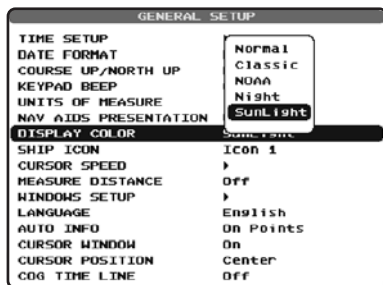 GENERAL SETUP
TIME SETUP
DATE FORMAT
COURSE UP/NORTH UP
KEYPAD BEEP
UNITS OF MEASURE
NAV AIDS PRESENTATION
Normal
Classic
NOAA
Night
SunLight
DISPLAY COLOR SunLight
SHIP ICON Icon 1
CURSOR SPEED
MEASURE DISTANCE Off
WINDOWS SETUP
LANGUAGE English
AUTO INFO On Points
CURSOR WINDOW On
CURSOR POSITION Center
COG TIME LINE Off